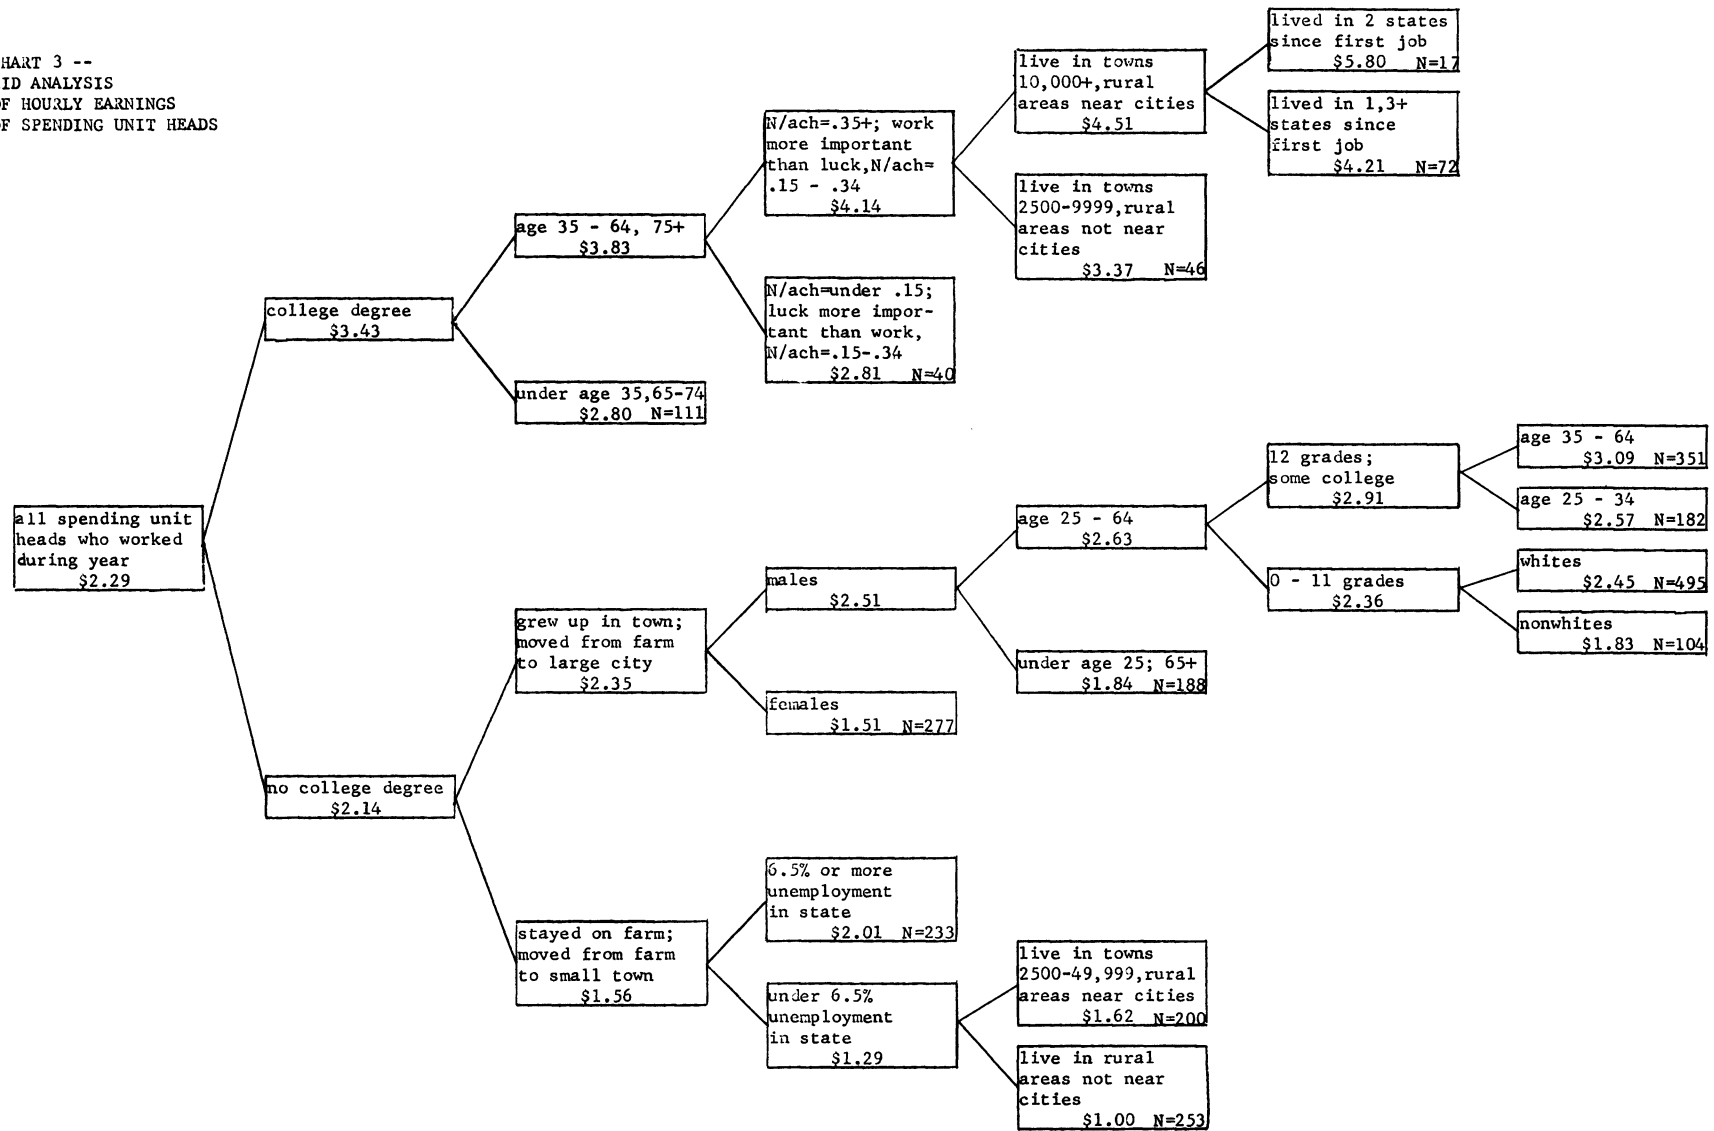 HART 3 --
ID ANALYSIS
F HOURLY EARNINGS
F SPENDING UNIT HEADS
all spending unit
heads who worked
during year
$2.29
college degree
$3.43
no college degree
$2.14
age 35 - 64, 75+
$3.83
under age 35,65-74
$2.80 N=111
grew up in town;
moved from farm
to large city
$2.35
stayed on farm;
moved from farm
to small town
$1.56
N/ach=.35+; work
more important
than luck,N/ach=
.15 - .34
$4.14
N/ach=under .15;
luck more impor-
tant than work,
N/ach=.15-.34
$2.81 N=40
males
$2.51
females
$1.51 N=277
6.5% or more
unemployment
in state
$2.01 N=233
under 6.5%
unemployment
in state
$1.29
live in towns
10,000+,rural
areas near cities
$4.51
live in towns
2500-9999,rural
areas not near
cities
$3.37 N=46
age 25 - 64
$2.63
under age 25; 65+
$1.84 N=188
live in towns
2500-49,999,rural
areas near cities
$1.62 N=200
live in rural
areas not near
cities
$1.00 N=253
lived in 2 states
since first job
$5.80 N=17
lived in 1,3+
states since
first job
$4.21 N=72
12 grades;
some college
$2.91
0 - 11 grades
$2.36
age 35 - 64
$3.09 N=351
age 25 - 34
$2.57 N=182
whites
$2.45 N=495
nonwhites
$1.83 N=104